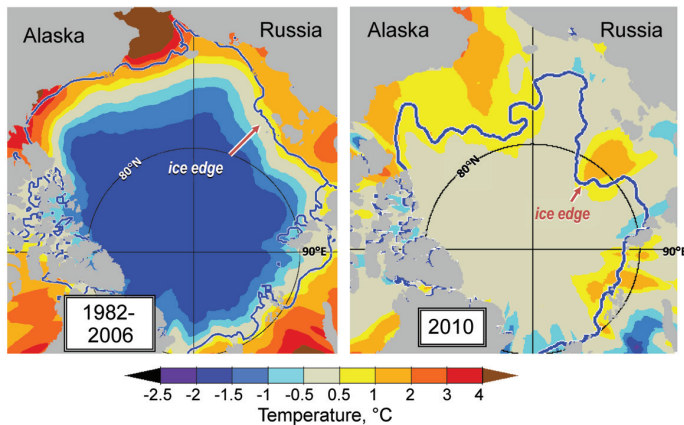 Alaska
Russia
80°N
ice edge
90°E
1982-
2006
Alaska
Russia
80°N
ice edge
90°E
2010
-2.5 -2 -1.5 -1 -0.5 0.5 1 2 3 4
Temperature, °C